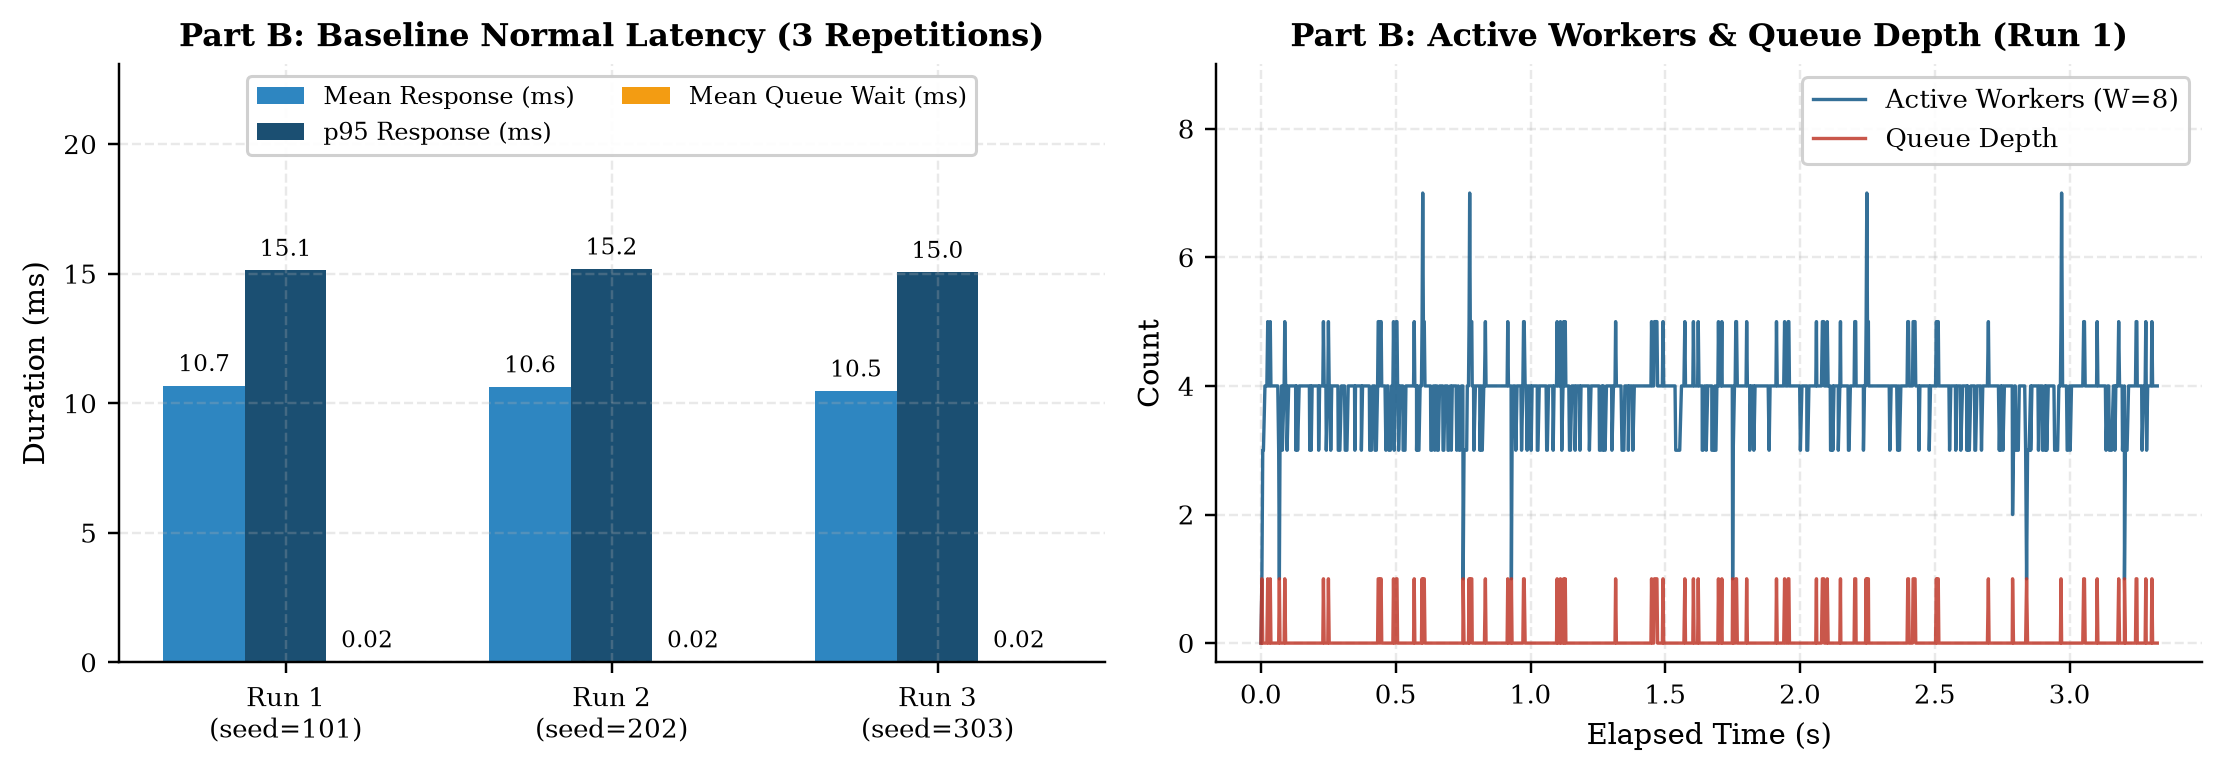 Part B: Baseline Normal Latency (3 Repetitions)
Mean Response (ms)
p95 Response (ms)
Mean Queue Wait (ms)
Duration (ms)
20
15
10
5
0
10.7
15.1
0.02
10.6
15.2
0.02
10.5
15.0
0.02
Run 1
(seed=101)
Run 2
(seed=202)
Run 3
(seed=303)
Part B: Active Workers & Queue Depth (Run 1)
Active Workers (W=8)
Queue Depth
Count
8
6
4
2
0
0.0
0.5
1.0
1.5
2.0
2.5
3.0
Elapsed Time (s)